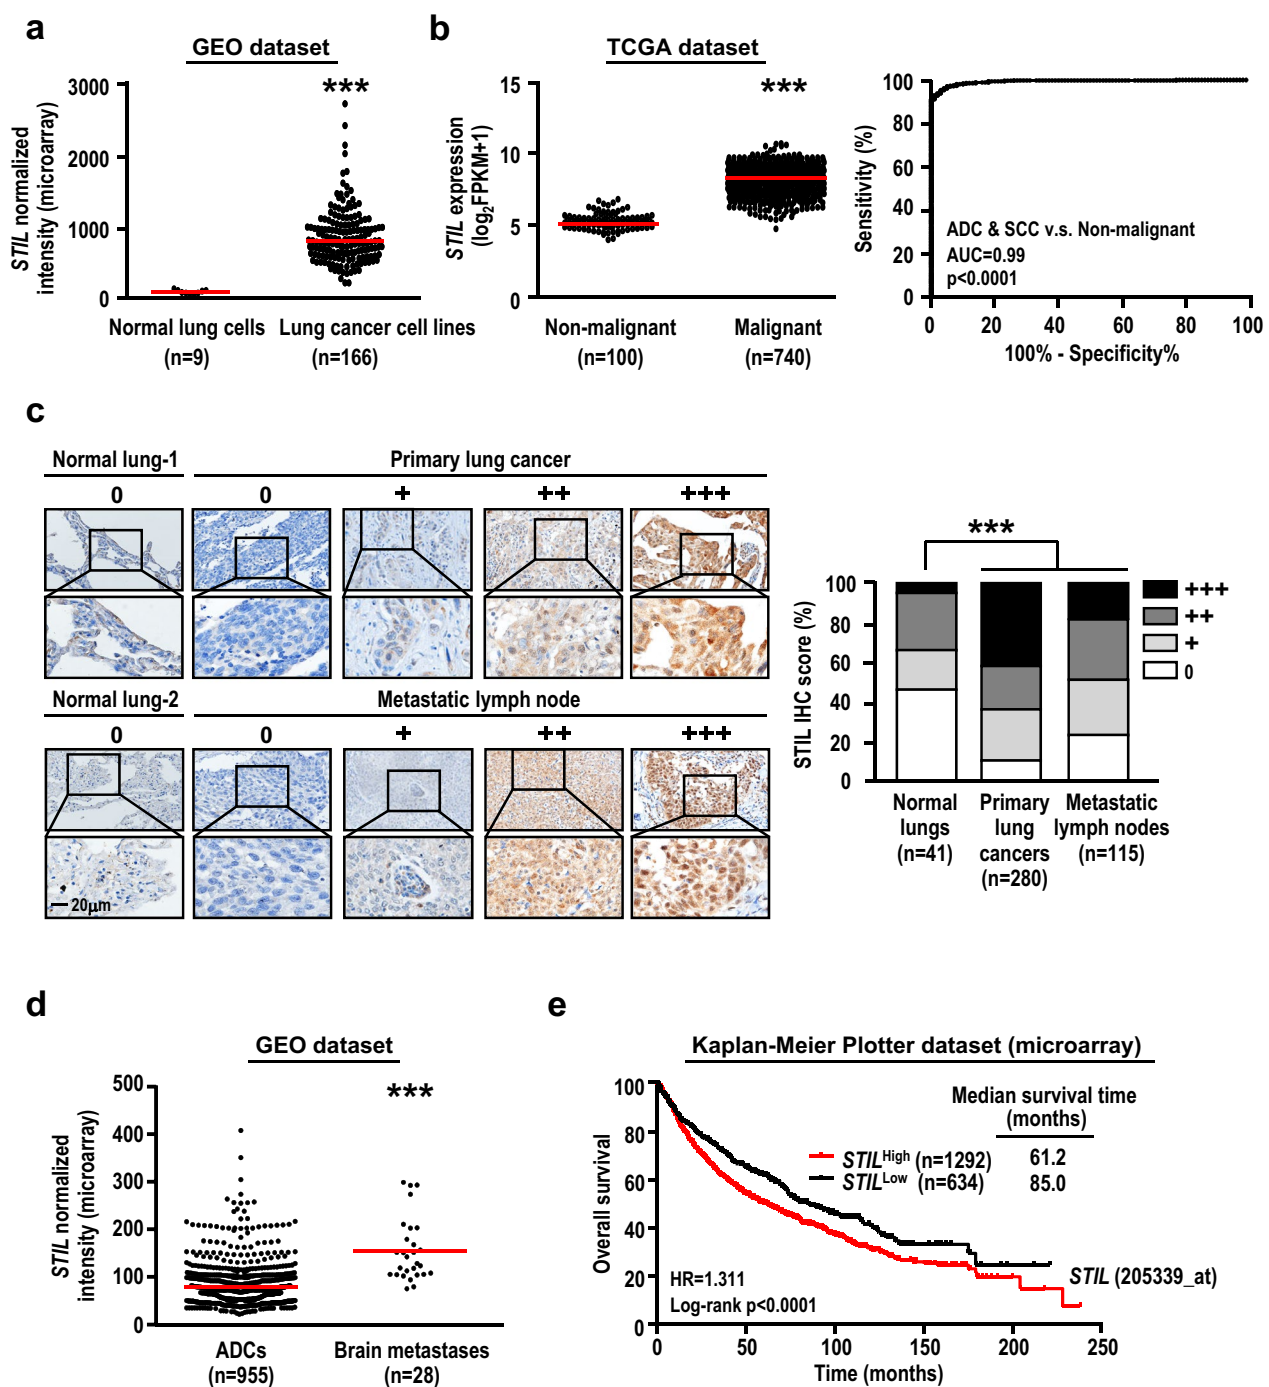 a
GEO dataset
***
STIL normalized
intensity (microarray)
3000
2000
1000
0
Normal lung cells
(n=9)
Lung cancer cell lines
(n=166)
b
TCGA dataset
***
STIL expression
(log2FPKM+1)
15
10
5
0
Non-malignant
(n=100)
Malignant
(n=740)
Sensitivity (%)
100
80
60
40
20
0
ADC & SCC v.s. Non-malignant
AUC=0.99
p<0.0001
0 20 40 60 80 100
100% - Specificity%
c
Normal lung-1
Primary lung cancer
0 0 + ++ +++
Normal lung-2
Metastatic lymph node
0 0 + ++ +++
20µm
***
STIL IHC score (%)
100
80
60
40
20
0
+++
++
+
0
Normal
lungs
(n=41)
Primary
lung
cancers
(n=280)
Metastatic
lymph nodes
(n=115)
d
GEO dataset
***
STIL normalized
intensity (microarray)
500
400
300
200
100
0
ADCs
(n=955)
Brain metastases
(n=28)
e
Kaplan-Meier Plotter dataset (microarray)
Overall survival
100
80
60
40
20
0
Median survival time
(months)
STILHigh (n=1292) 61.2
STILLow (n=634) 85.0
HR=1.311
Log-rank p<0.0001
STIL (205339_at)
0 50 100 150 200 250
Time (months)